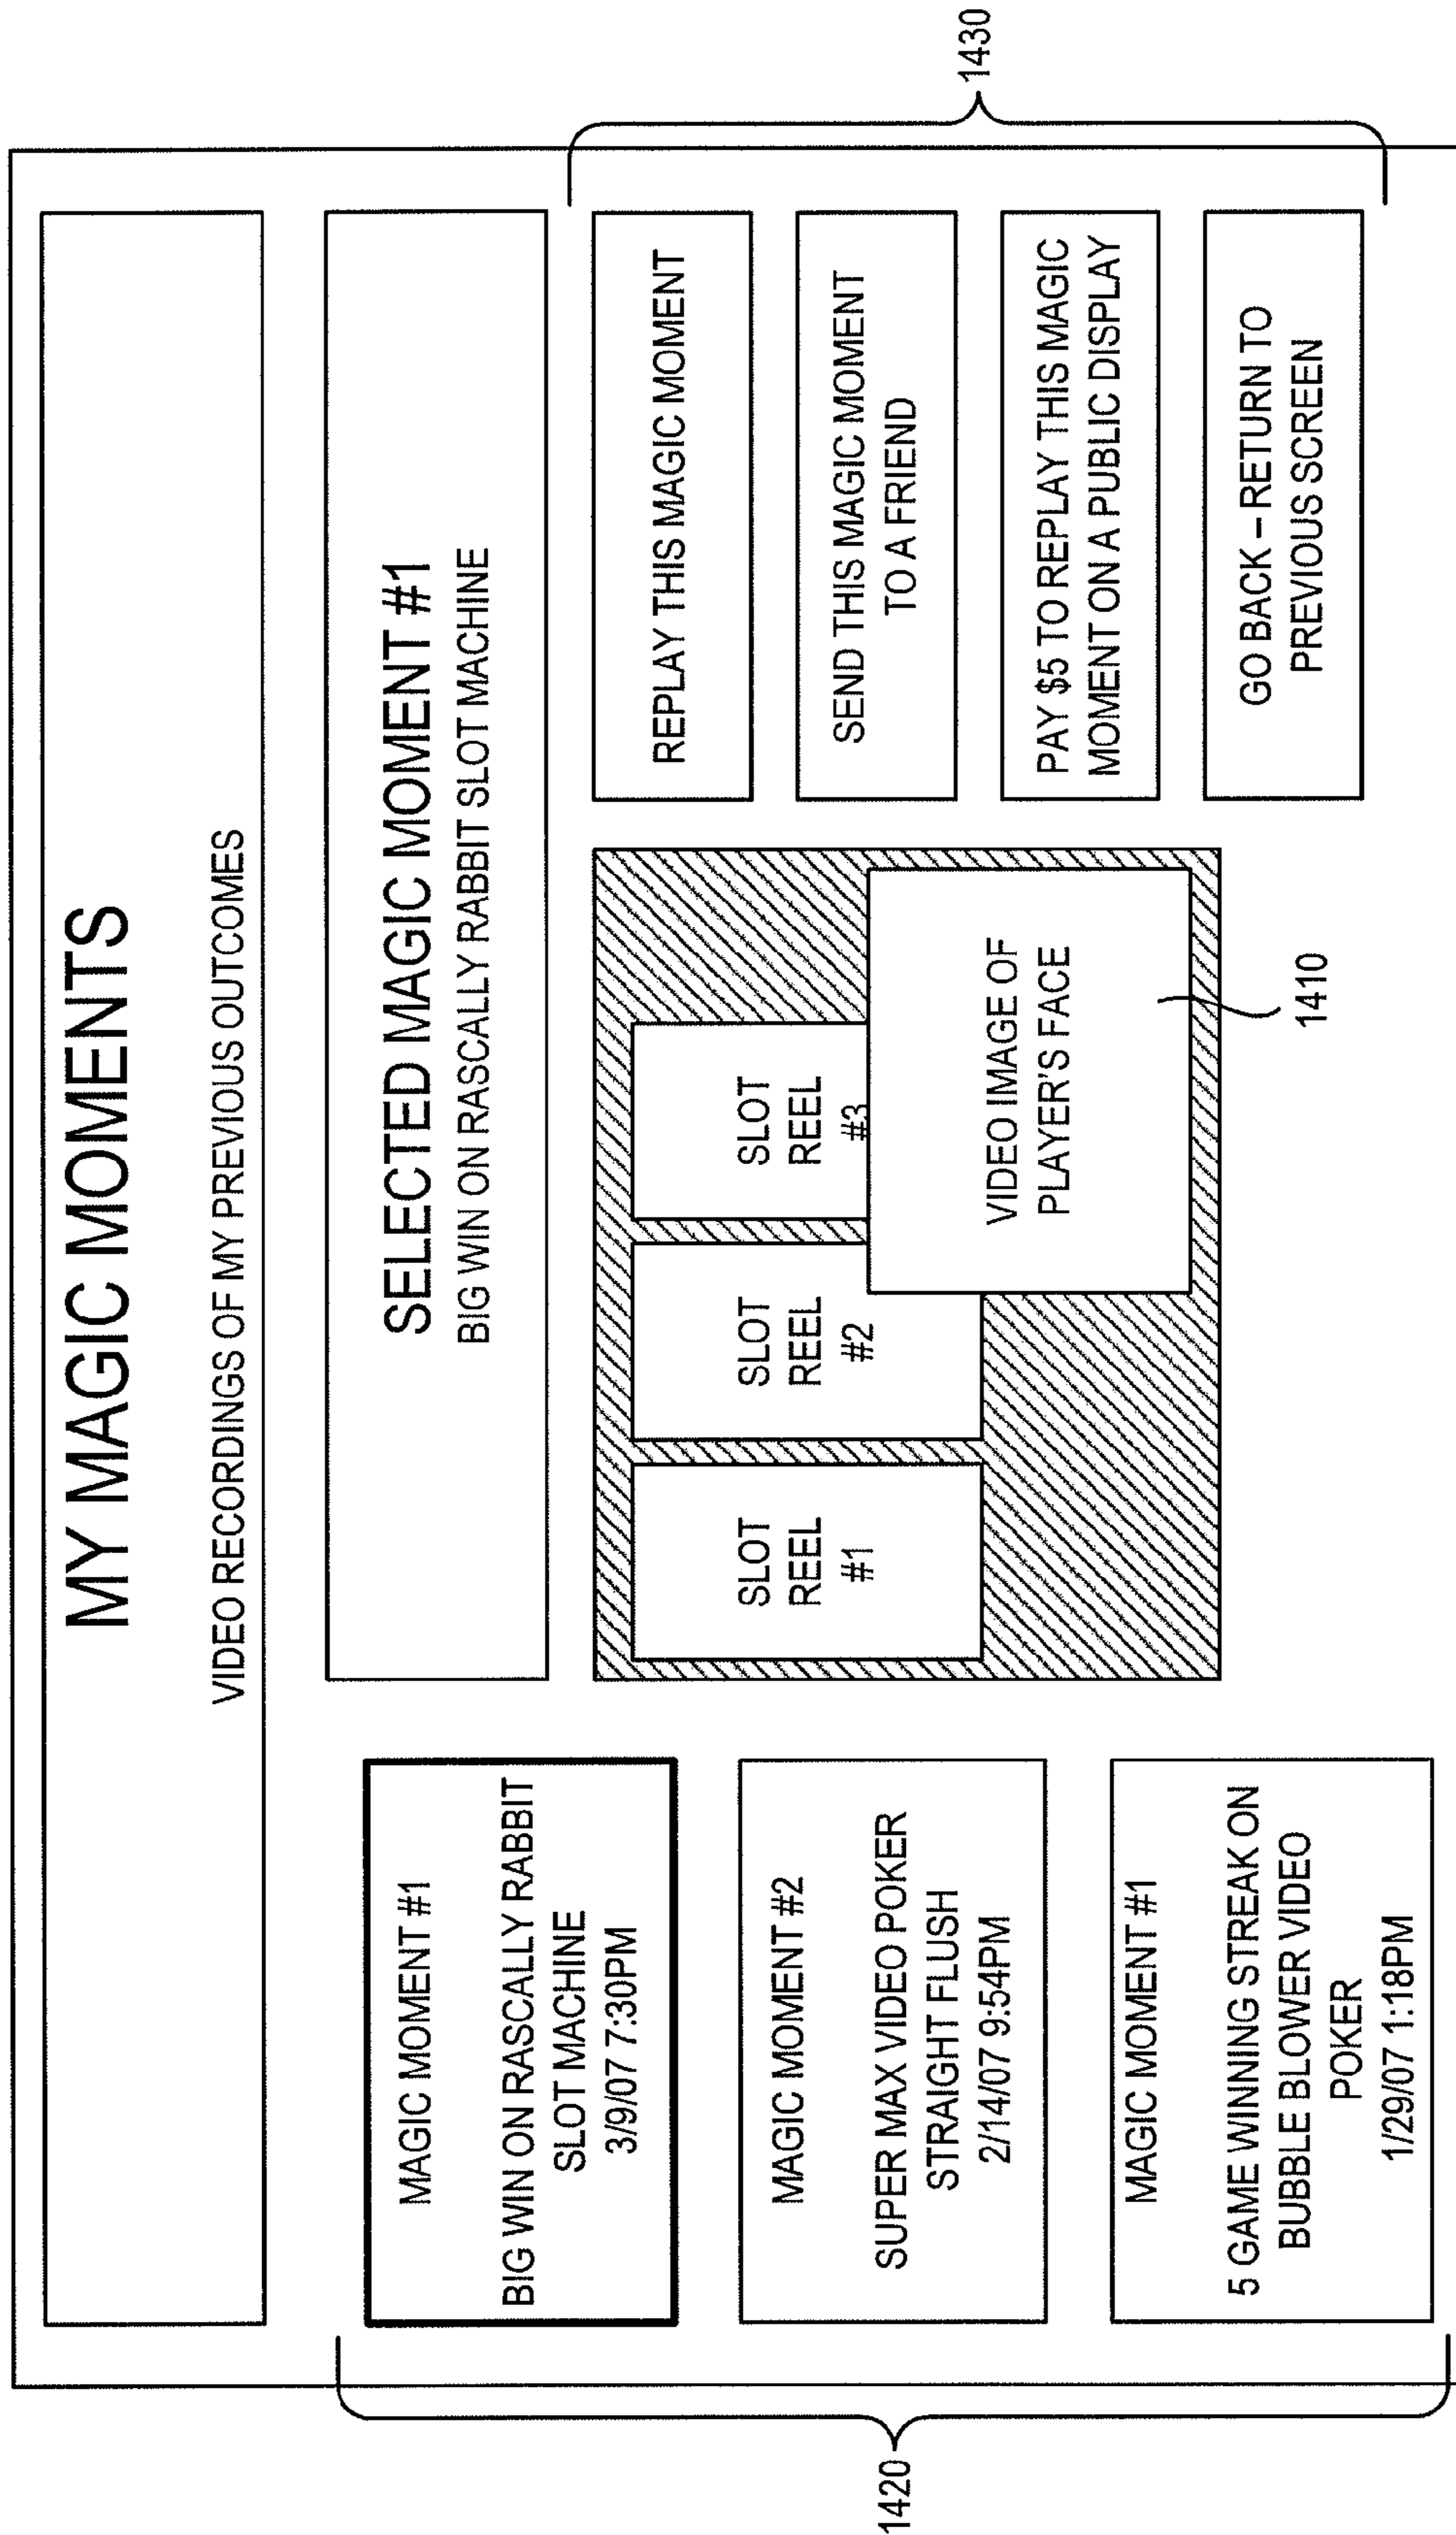 MY MAGIC MOMENTS
VIDEO RECORDINGS OF MY PREVIOUS OUTCOMES
MAGIC MOMENT #1
BIG WIN ON RASCALLY RABBIT
SLOT MACHINE
3/9/07 7:30PM
MAGIC MOMENT #2
SUPER MAX VIDEO POKER
STRAIGHT FLUSH
2/14/07 9:54PM
MAGIC MOMENT #1
5 GAME WINNING STREAK ON
BUBBLE BLOWER VIDEO
POKER
1/29/07 1:18PM
1420
SELECTED MAGIC MOMENT #1
BIG WIN ON RASCALLY RABBIT SLOT MACHINE
SLOT
REEL
#1
SLOT
REEL
#2
SLOT
REEL
#3
VIDEO IMAGE OF
PLAYER'S FACE
1410
REPLAY THIS MAGIC MOMENT
SEND THIS MAGIC MOMENT
TO A FRIEND
PAY $5 TO REPLAY THIS MAGIC
MOMENT ON A PUBLIC DISPLAY
GO BACK – RETURN TO
PREVIOUS SCREEN
1430